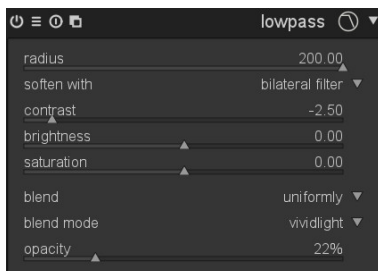 lowpass
radius 200.00
soften with bilateral filter
contrast -2.50
brightness 0.00
saturation 0.00
blend uniformly
blend mode vividlight
opacity 22%